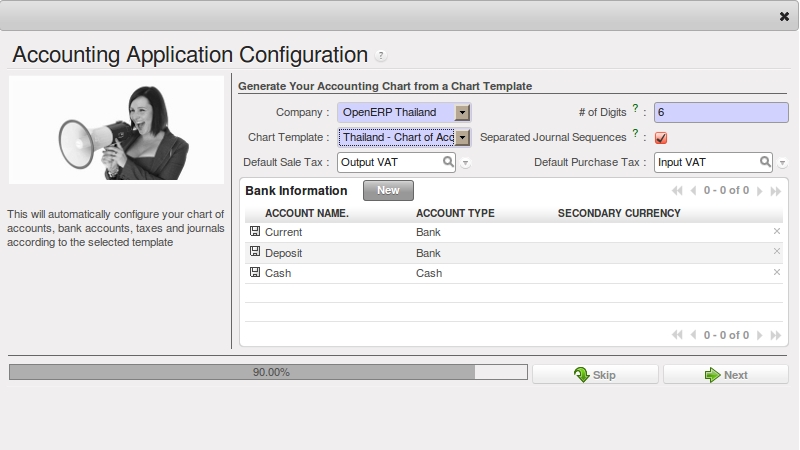 Accounting Application Configuration ?
Generate Your Accounting Chart from a Chart Template
Company : OpenERP Thailand # of Digits ? : 6
Chart Template : Thailand - Chart of Acc Separated Journal Sequences ? :
Default Sale Tax : Output VAT Default Purchase Tax : Input VAT
This will automatically configure your chart of
accounts, bank accounts, taxes and journals
according to the selected template
Bank Information New 0 - 0 of 0
ACCOUNT NAME. ACCOUNT TYPE SECONDARY CURRENCY
Current Bank
Deposit Bank
Cash Cash
0 - 0 of 0
90.00% Skip Next